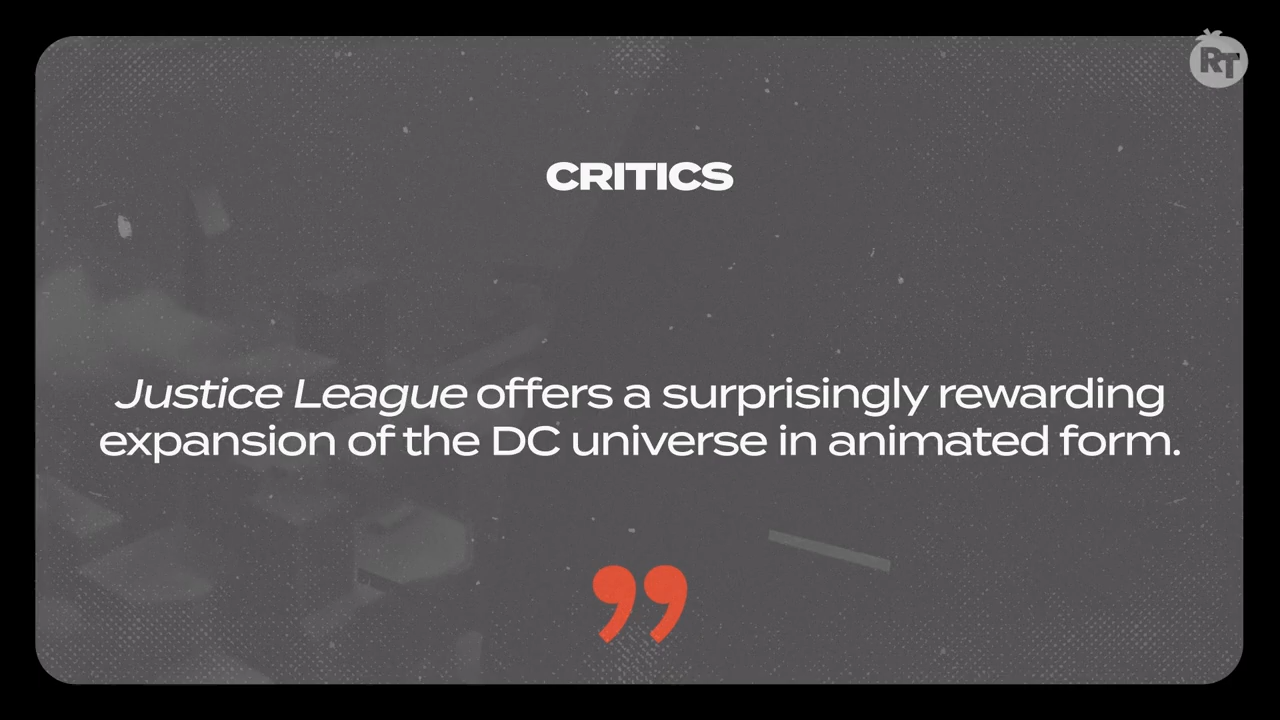 RT
CRITICS
Justice League offers a surprisingly rewarding
expansion of the DC universe in animated form.
”